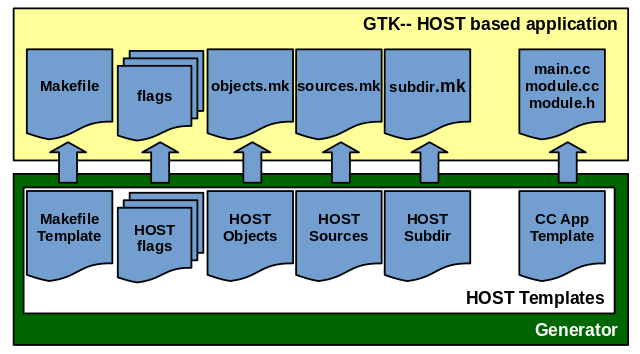 GTK-- HOST based application
Makefile
flags
objects.mk
sources.mk
subdir.mk
main.cc
module.cc
module.h
Makefile
Template
HOST
flags
HOST
Objects
HOST
Sources
HOST
Subdir
CC App
Template
HOST Templates
Generator